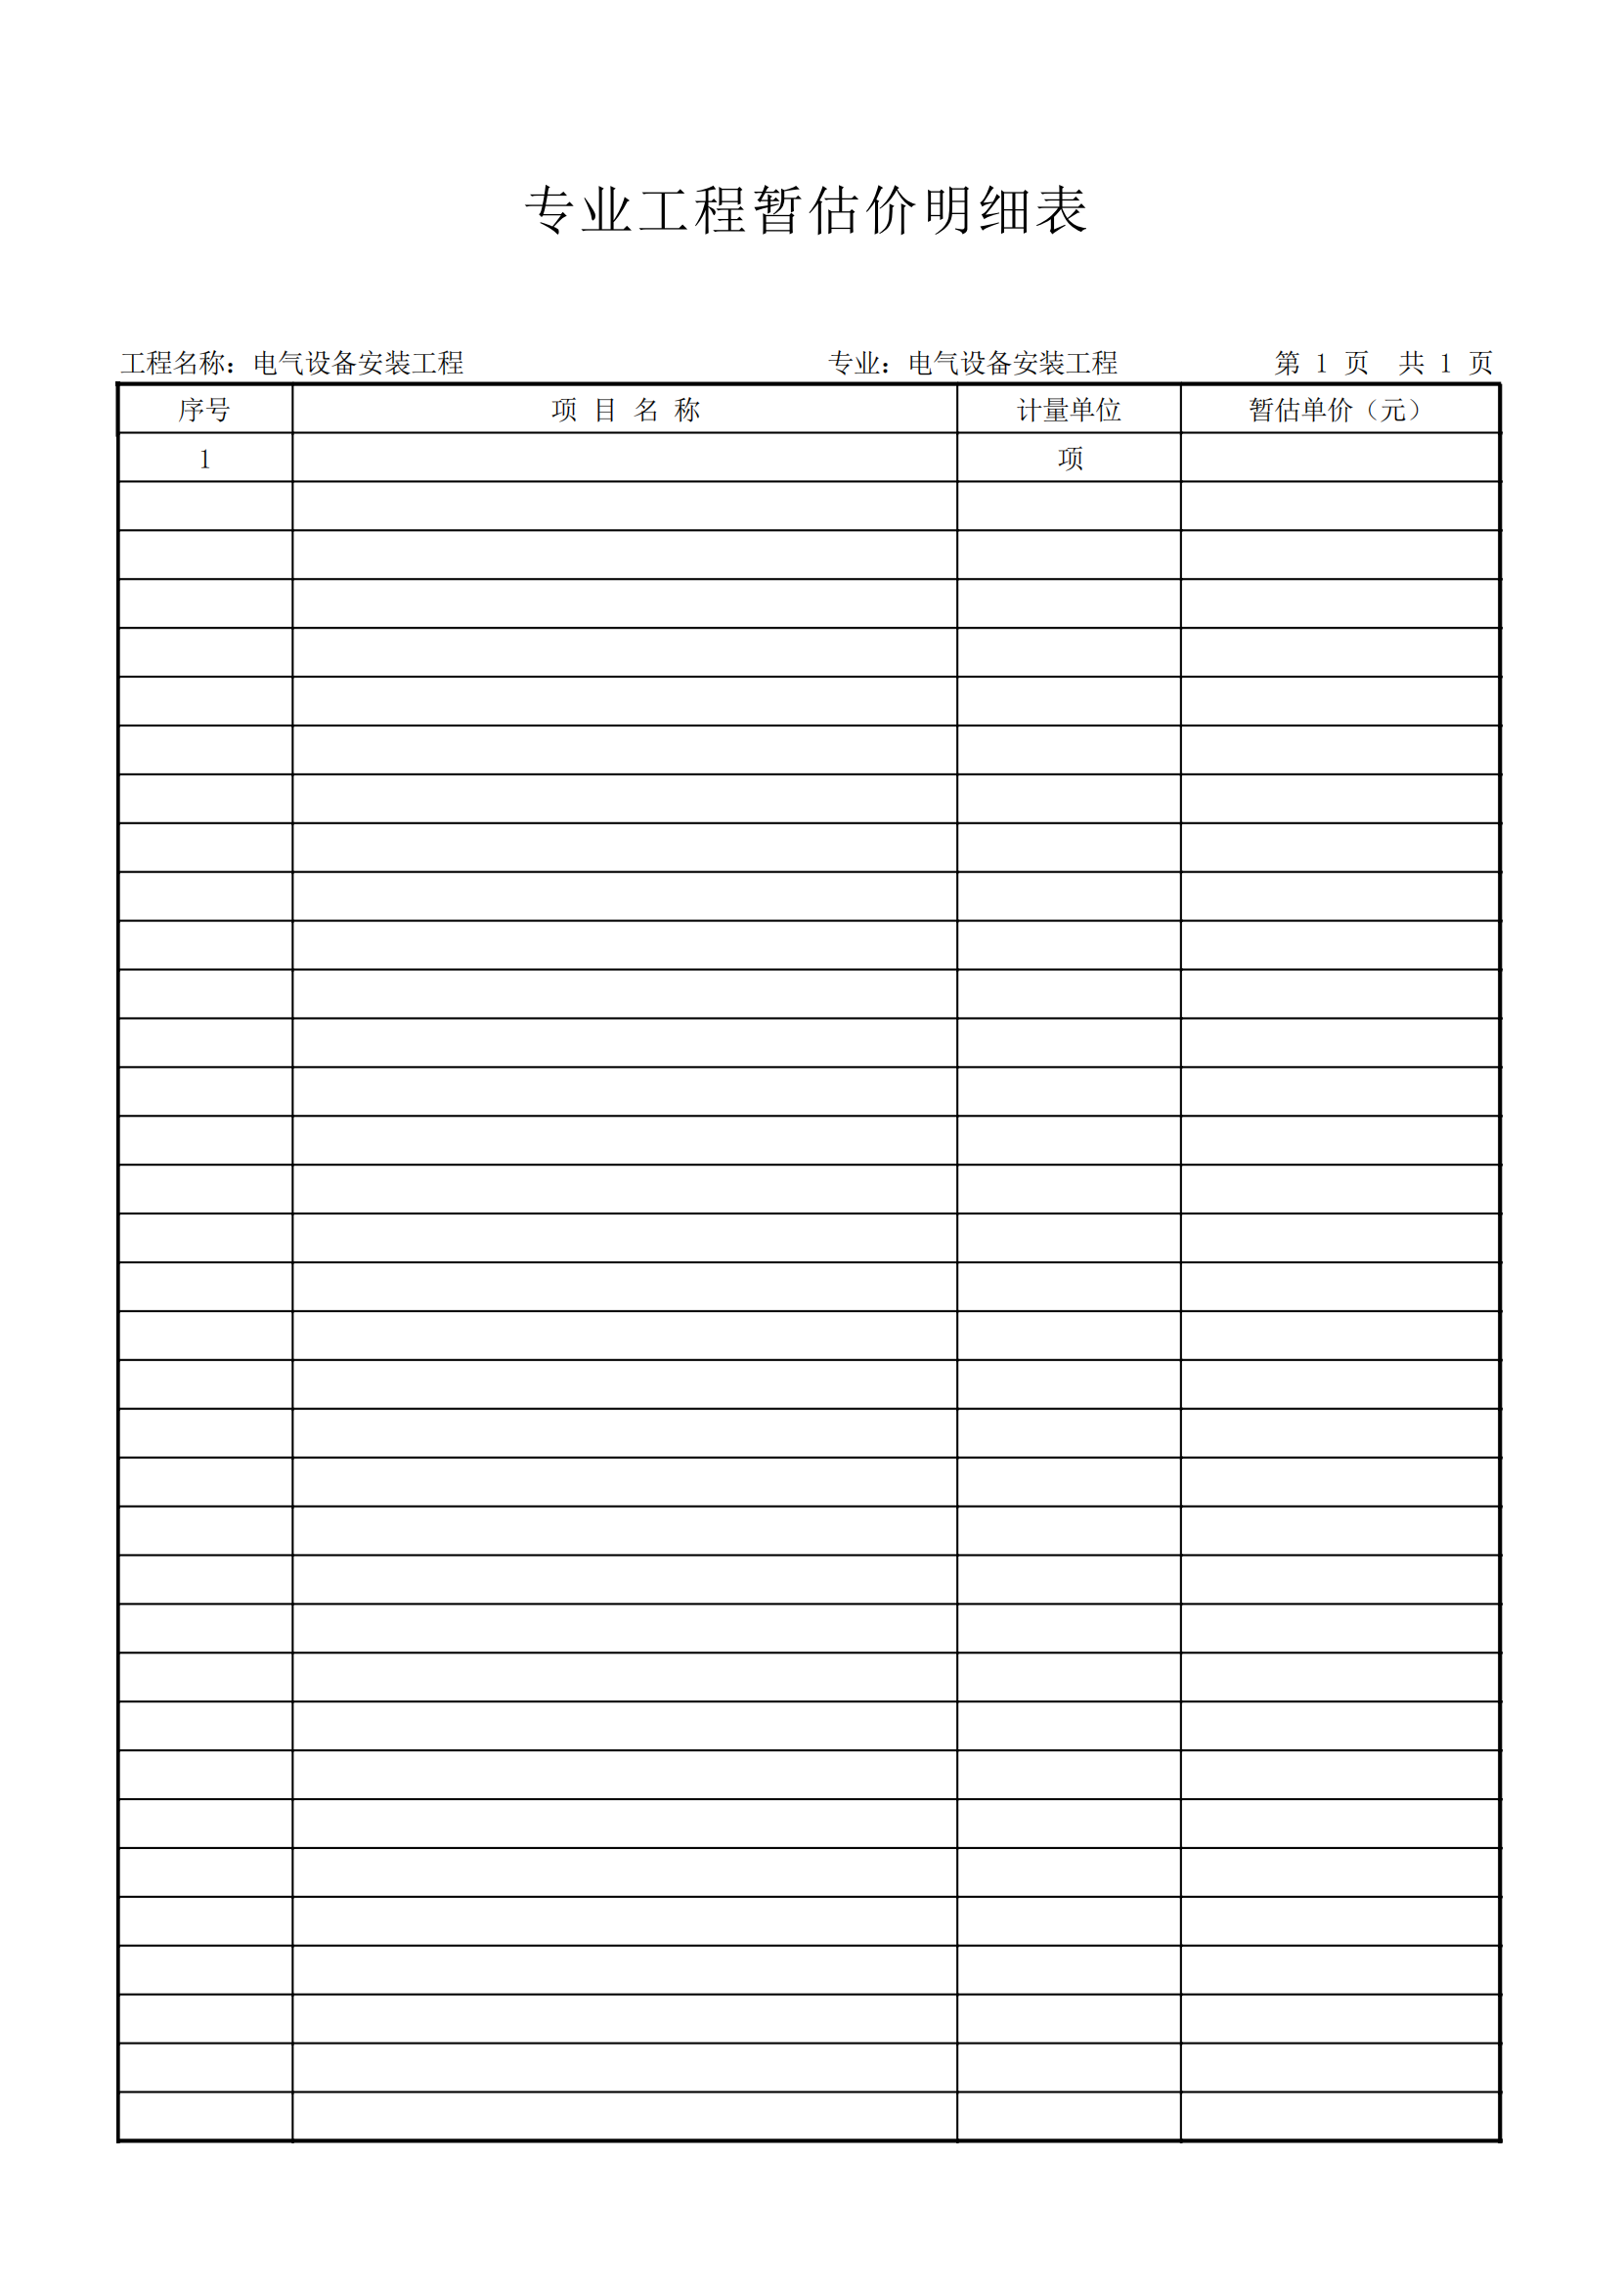 专业工程暂估价明细表
工程名称：电气设备安装工程 专业：电气设备安装工程 第 1 页 共 1 页
序号 项 目 名 称 计量单位 暂估单价（元）
1 项